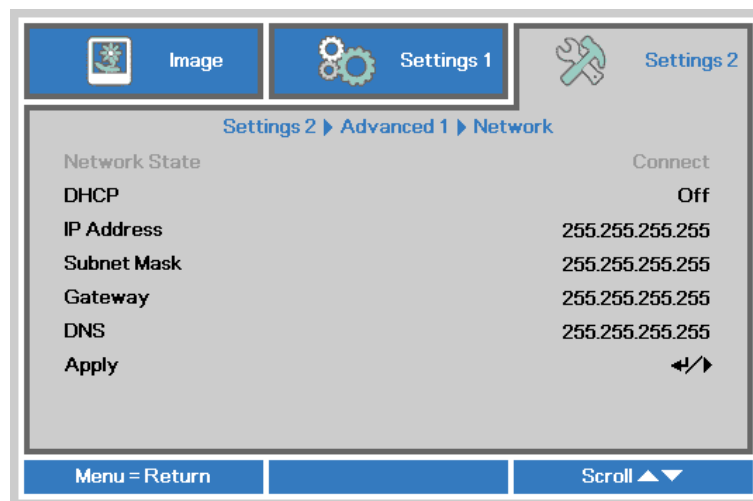 Image
Settings 1
Settings 2
Settings 2 ▶ Advanced 1 ▶ Network
Network State Connect
DHCP Off
IP Address 255.255.255.255
Subnet Mask 255.255.255.255
Gateway 255.255.255.255
DNS 255.255.255.255
Apply ↵/▶
Menu = Return
Scroll ▲▼